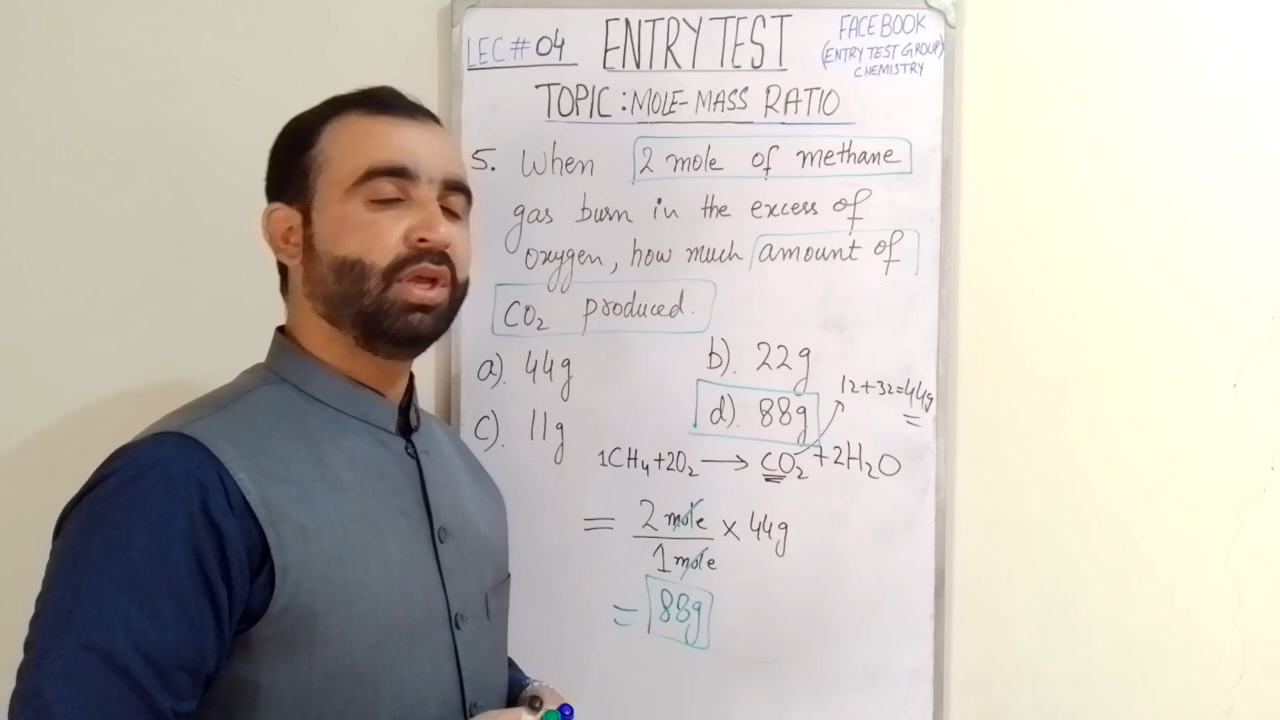 LEC # 04
ENTRY TEST
FACEBOOK
(ENTRY TEST GROUP)
CHEMISTRY
TOPIC : MOLE-MASS RATIO
5. When 2 mole of methane
gas burn in the excess of
oxygen, how much amount of
CO₂ produced.
a). 44g
b). 22g
c). 11g
d). 88g
12+32=44g
1CH₄+2O₂ → CO₂ +2H₂O
= 2 mole / 1 mole × 44g
= 88g